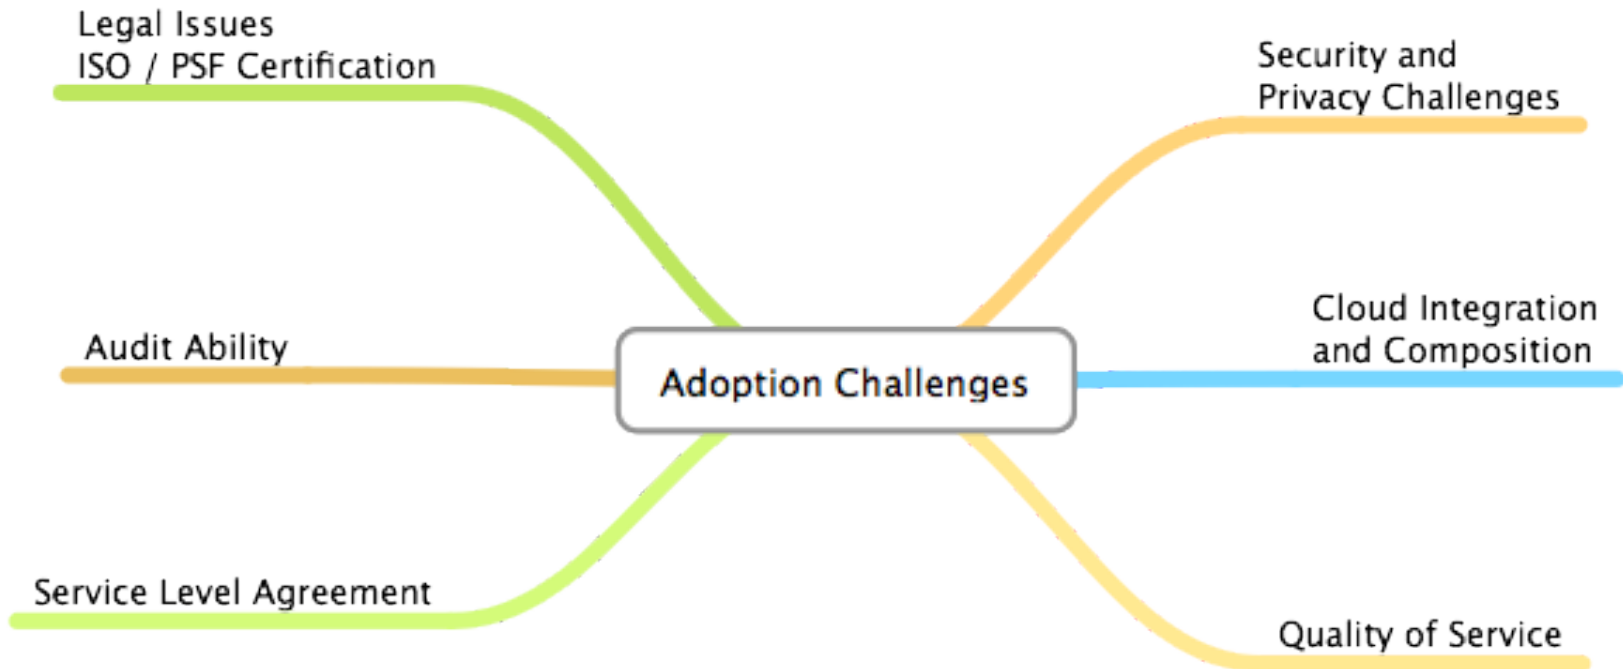 Legal Issues
ISO / PSF Certification
Security and
Privacy Challenges
Audit Ability
Adoption Challenges
Cloud Integration
and Composition
Service Level Agreement
Quality of Service